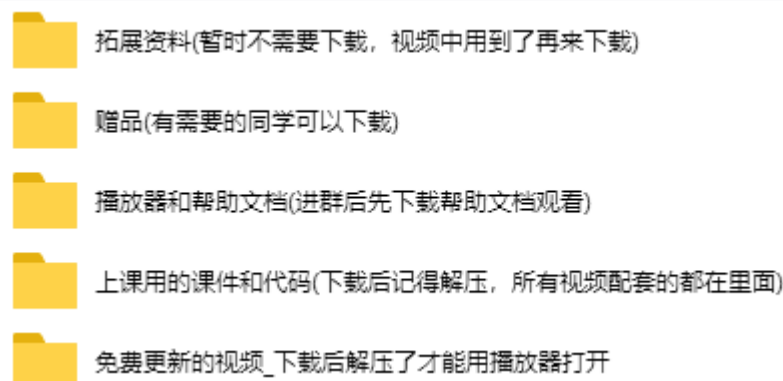 拓展资料(暂时不需要下载，视频中用到了再来下载)
赠品(有需要的同学可以下载)
播放器和帮助文档(进群后先下载帮助文档观看)
上课用的课件和代码(下载后记得解压，所有视频配套的都在里面)
免费更新的视频_下载后解压了才能用播放器打开